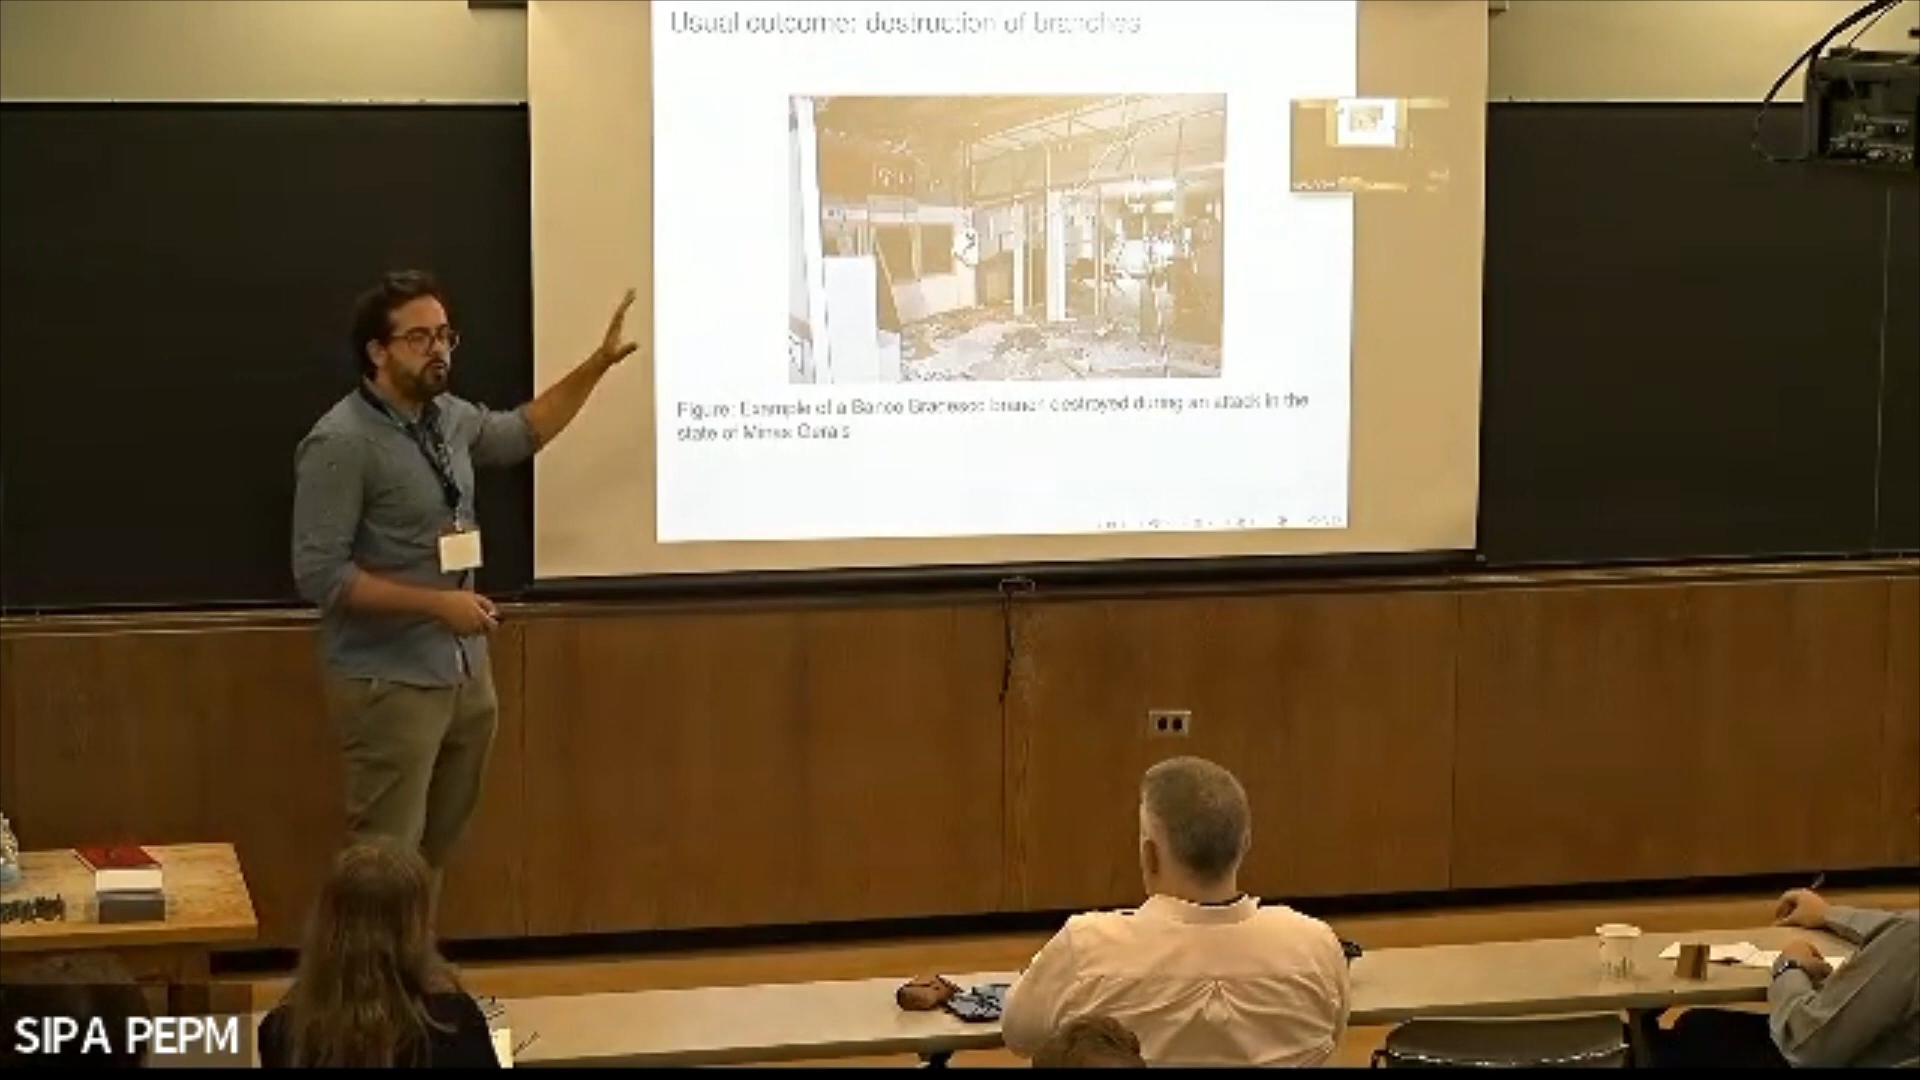 Usual outcome: destruction of branches
Figure: Example of a Banco Bradesco branch destroyed during an attack in the
state of Minas Gerais
SIPA PEPM